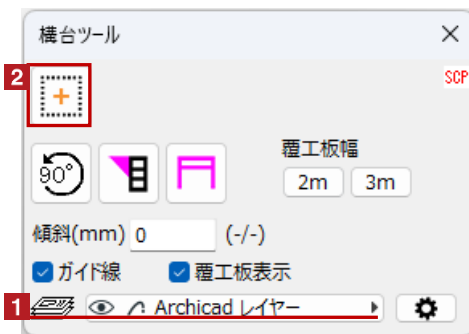 構台ツール
2
SCP
90°
覆工板幅
2m 3m
傾斜(mm) 0 (-/-)
ガイド線 覆工板表示
1 Archicad レイヤー